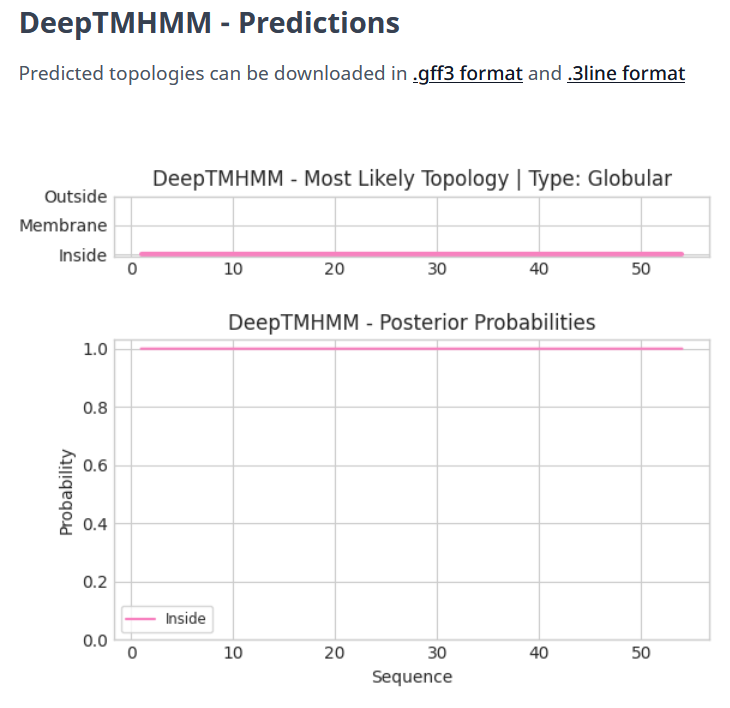 DeepTMHMM - Predictions
Predicted topologies can be downloaded in .gff3 format and .3line format
DeepTMHMM - Most Likely Topology | Type: Globular
Outside
Membrane
Inside
0 10 20 30 40 50
DeepTMHMM - Posterior Probabilities
1.0
0.8
0.6
0.4
0.2
0.0
Probability
Inside
0 10 20 30 40 50
Sequence